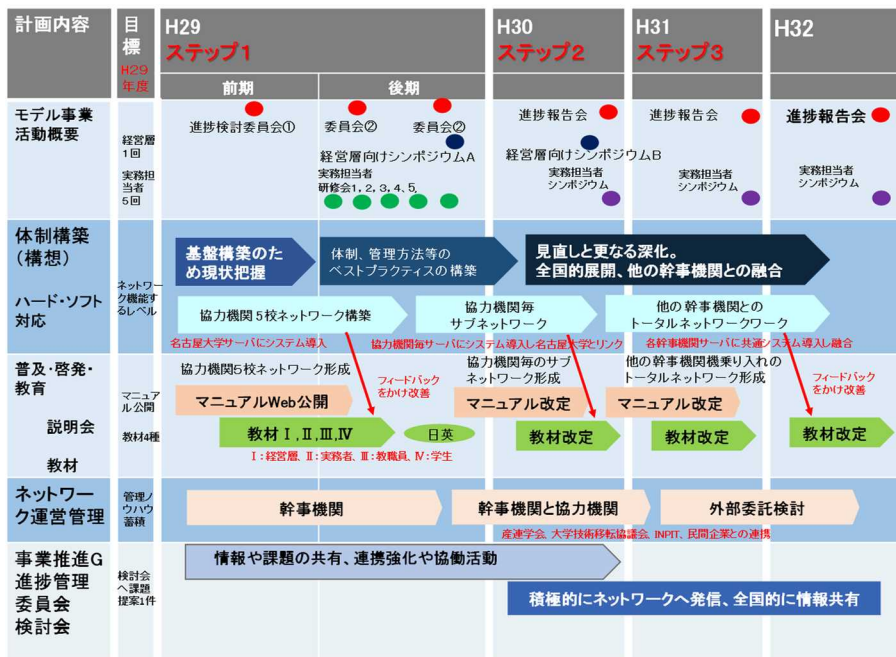 計画内容
目
標
H29
年度
H29
ステップ1
前期
後期
H30
ステップ2
H31
ステップ3
H32
モデル事業
活動概要
経営層
1回
実務担
当者
5回
進捗検討委員会①
委員会②
委員会②
経営層向けシンポジウムA
実務担当者
研修会1, 2, 3, 4、5,
進捗報告会
経営層向けシンポジウムB
実務担当者
シンポジウム
進捗報告会
実務担当者
シンポジウム
進捗報告会
実務担当者
シンポジウム
体制構築
(構想)
ハード・ソフト
対応
ネットワー
ク機能す
るレベル
基盤構築のた
め現状把握
体制、管理方法等の
ベストプラクティスの構築
見直しと更なる深化。
全国的展開、他の幹事機関との融合
協力機関5校ネットワーク構築
協力機関毎
サブネットワーク
他の幹事機関との
トータルネットワークワーク
名古屋大学サーバにシステム導入
協力機関毎サーバにシステム導入し名古屋大学とリンク
各幹事機関サーバに共通システム導入し融合
普及・啓発・
教育
説明会
教材
マニュア
ル公開
教材4種
協力機関5校ネットワーク形成
フィードバック
をかけ改善
協力機関毎のサブ
ネットワーク形成
他の幹事機関機乗り入れの
トータルネットワーク形成
フィードバック
をかけ改善
マニュアルWeb公開
マニュアル改定
マニュアル改定
教材Ⅰ,Ⅱ,Ⅲ,Ⅳ
日英
教材改定
教材改定
教材改定
Ⅰ:経営層、Ⅱ:実務者、Ⅲ:教職員、Ⅳ:学生
ネットワー
ク運営管理
管理ノ
ウハウ
蓄積
幹事機関
幹事機関と協力機関
外部委託検討
産連学会、大学技術移転協議会、INPIT、民間企業との連携
事業推進G
進捗管理
委員会
検討会
検討会
へ課題
提案1件
情報や課題の共有、連携強化や協働活動
積極的にネットワークへ発信、全国的に情報共有